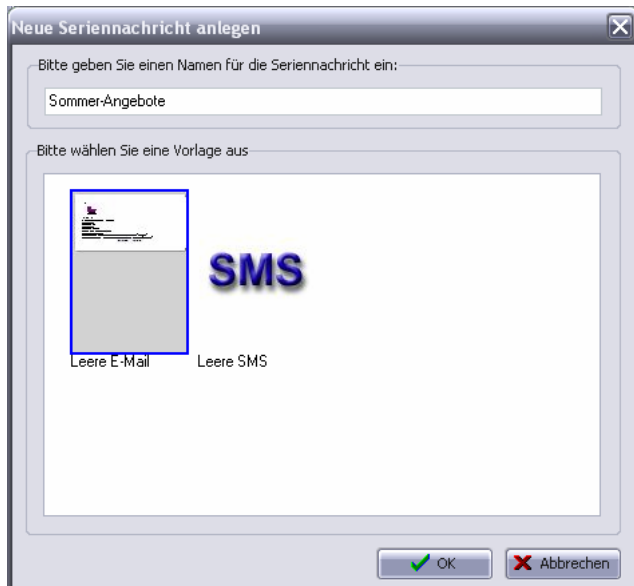 Neue Seriennachricht anlegen
Bitte geben Sie einen Namen für die Seriennachricht ein:
Sommer-Angebote
Bitte wählen Sie eine Vorlage aus
SMS
Leere E-Mail Leere SMS
OK Abbrechen